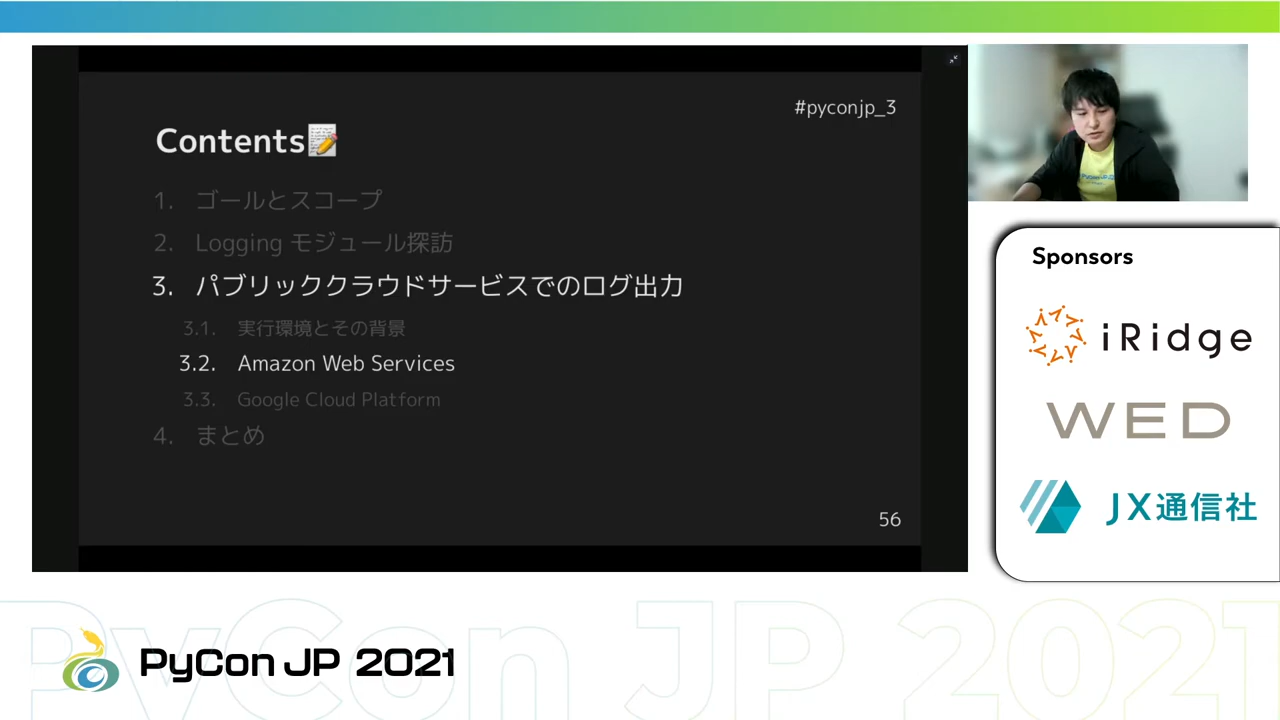 #pyconjp_3
Contents📝
1. ゴールとスコープ
2. Logging モジュール探訪
3. パブリッククラウドサービスでのログ出力
3.1. 実行環境とその背景
3.2. Amazon Web Services
3.3. Google Cloud Platform
4. まとめ
56
Sponsors
iRidge
WED
JX通信社
PyCon JP 2021
PyCon JP 2021